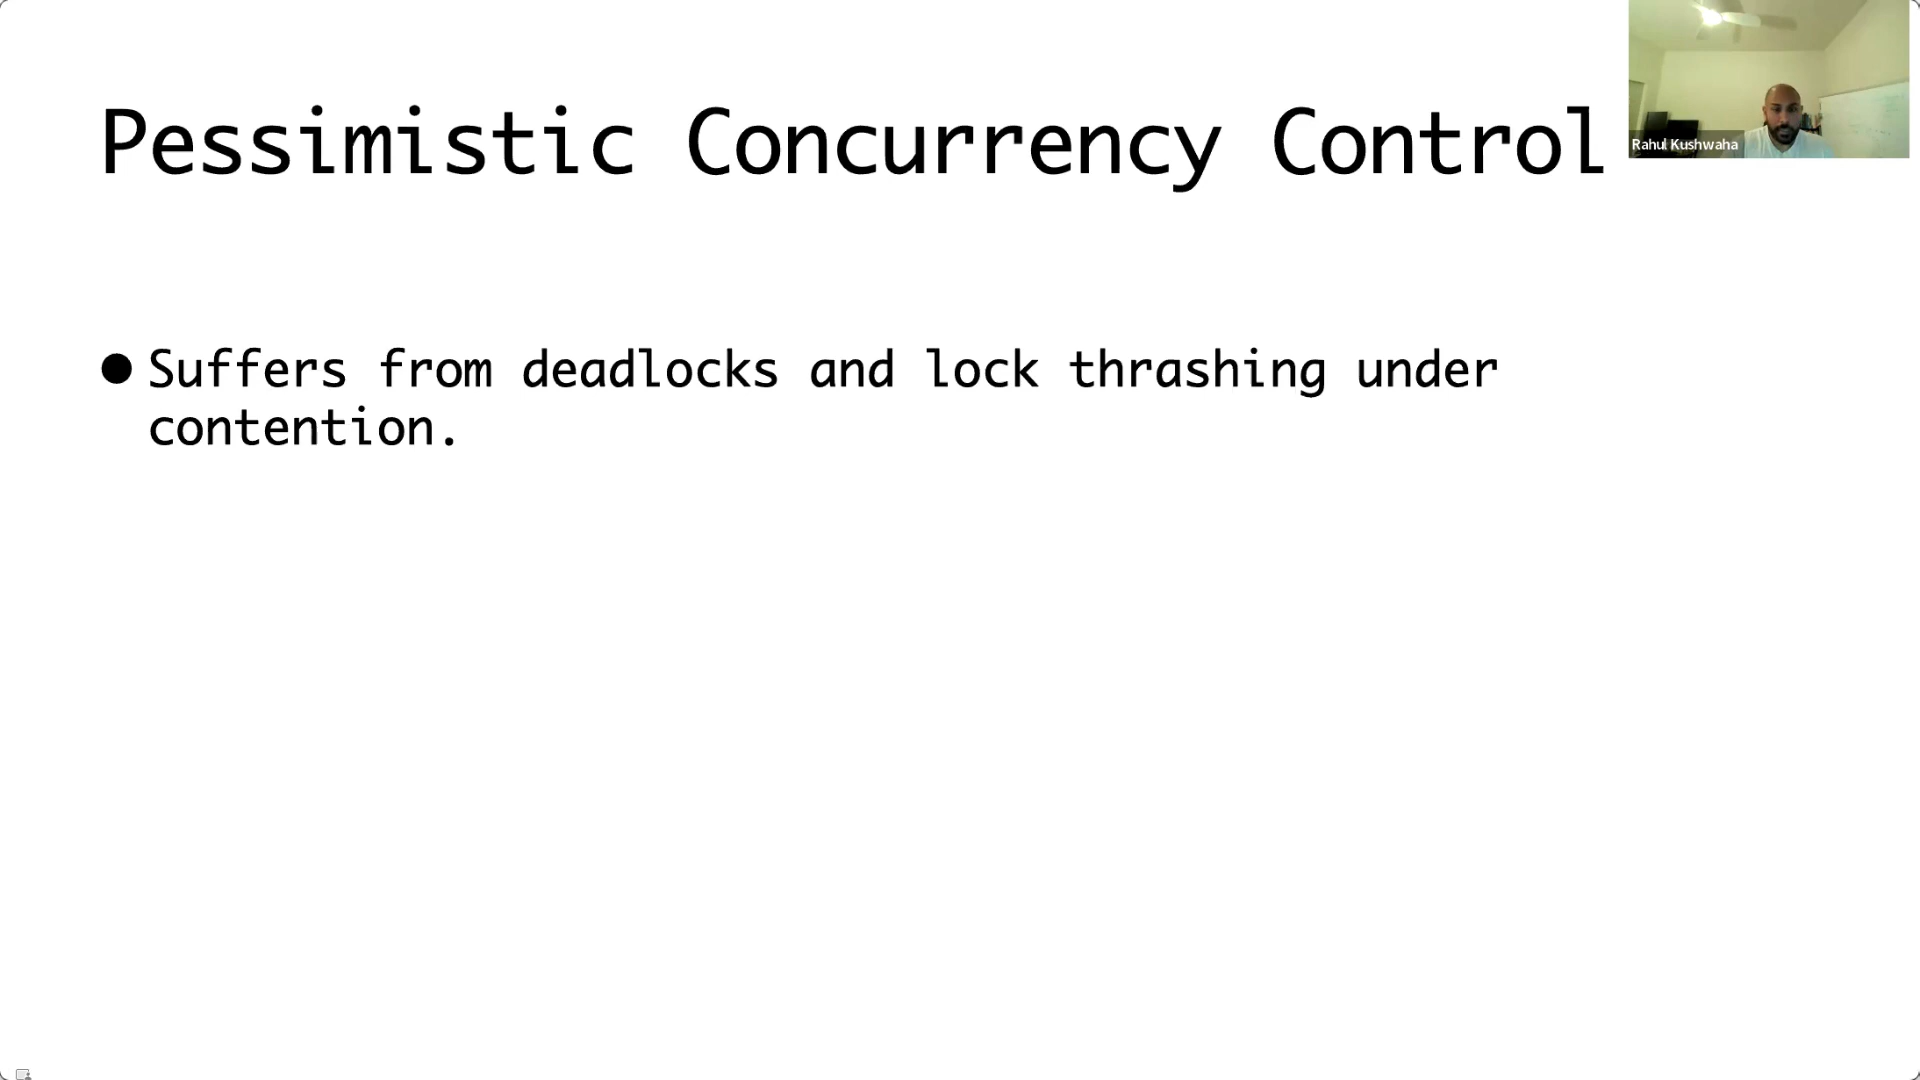 Pessimistic Concurrency Control
Rahul Kushwaha
● Suffers from deadlocks and lock thrashing under
contention.